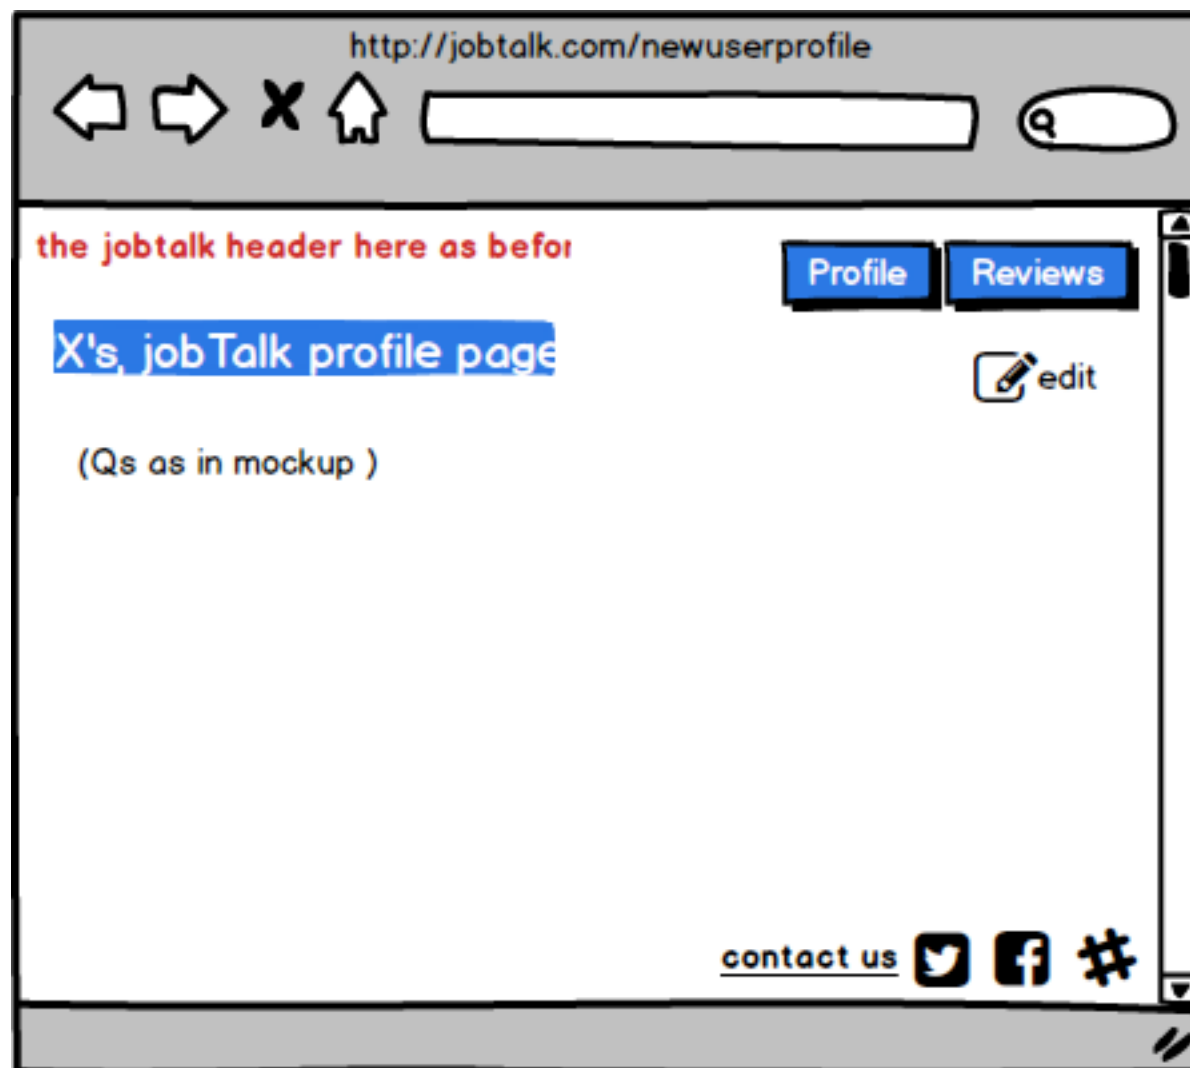 http://jobtalk.com/newuserprofile
the jobtalk header here as befor
Profile
Reviews
X's, jobTalk profile page
edit
(Qs as in mockup )
contact us